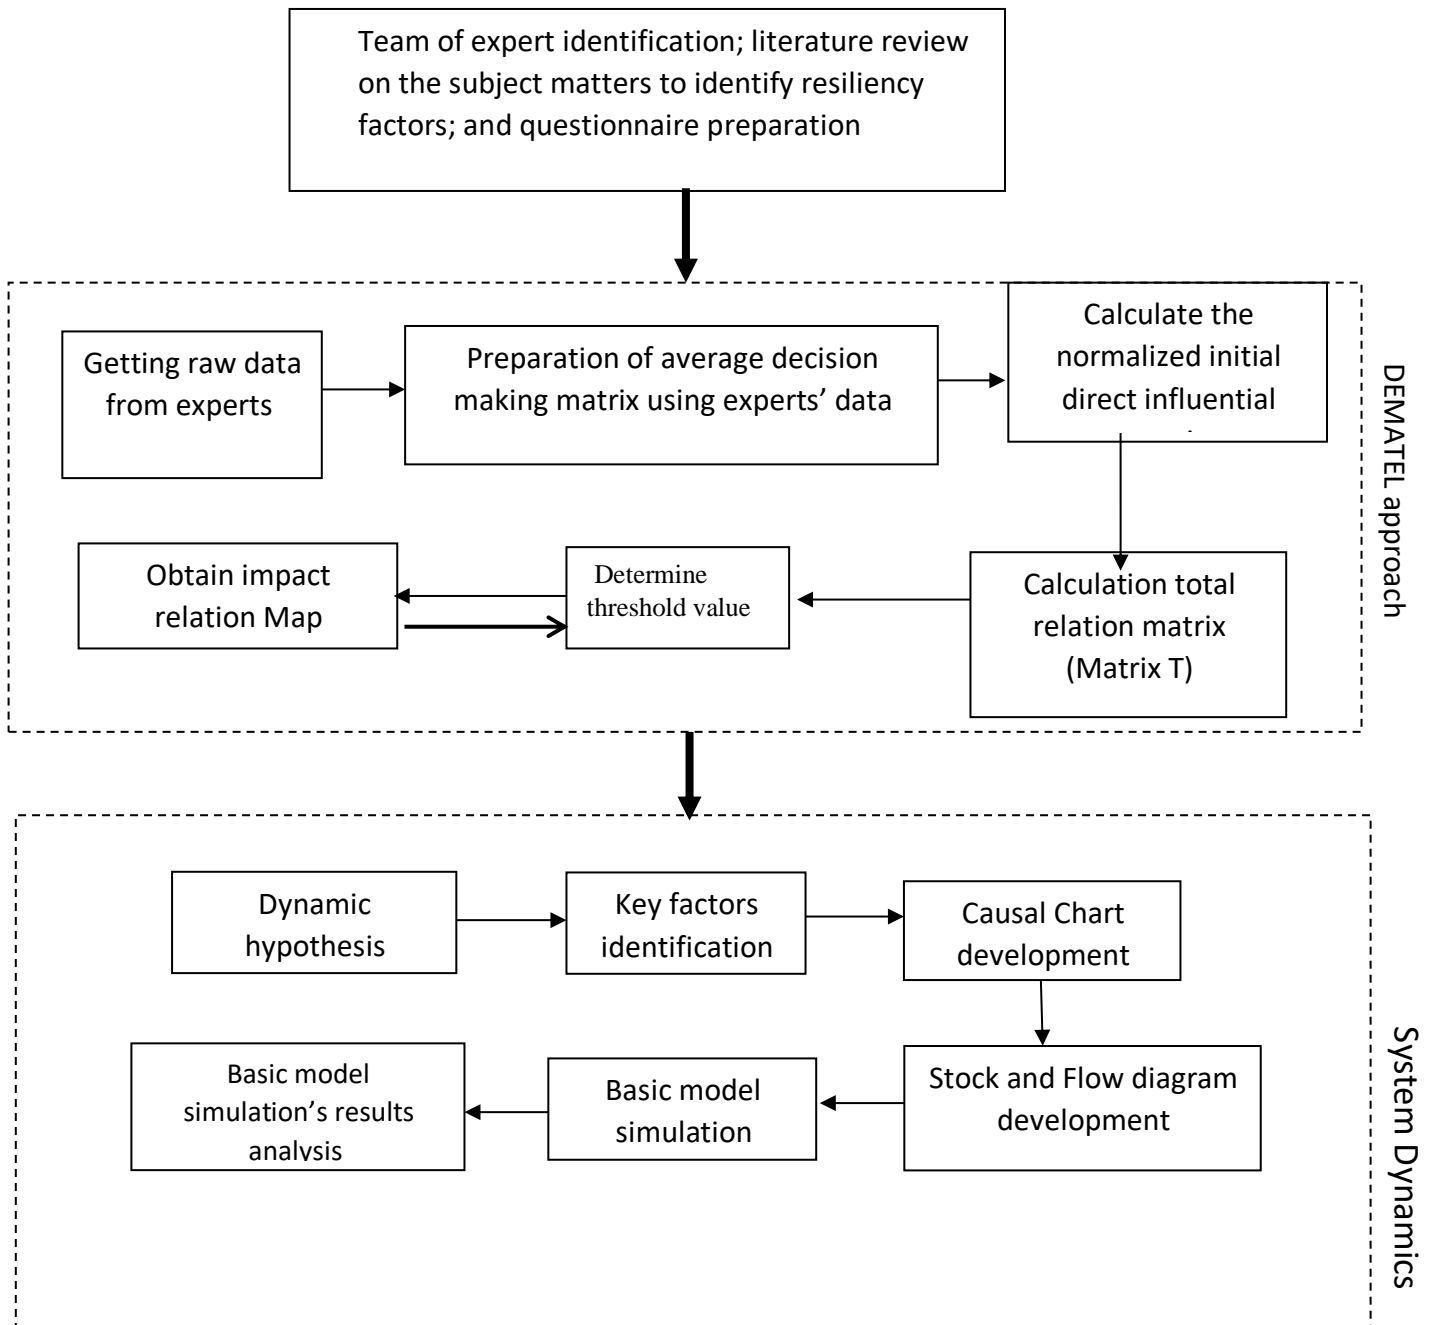 Team of expert identification; literature review
on the subject matters to identify resiliency
factors; and questionnaire preparation
Getting raw data
from experts
Preparation of average decision
making matrix using experts’ data
Calculate the
normalized initial
direct influential
DEMATEL approach
Obtain impact
relation Map
Determine
threshold value
Calculation total
relation matrix
(Matrix T)
Dynamic
hypothesis
Key factors
identification
Causal Chart
development
Basic model
simulation’s results
analysis
Basic model
simulation
Stock and Flow diagram
development
System Dynamics